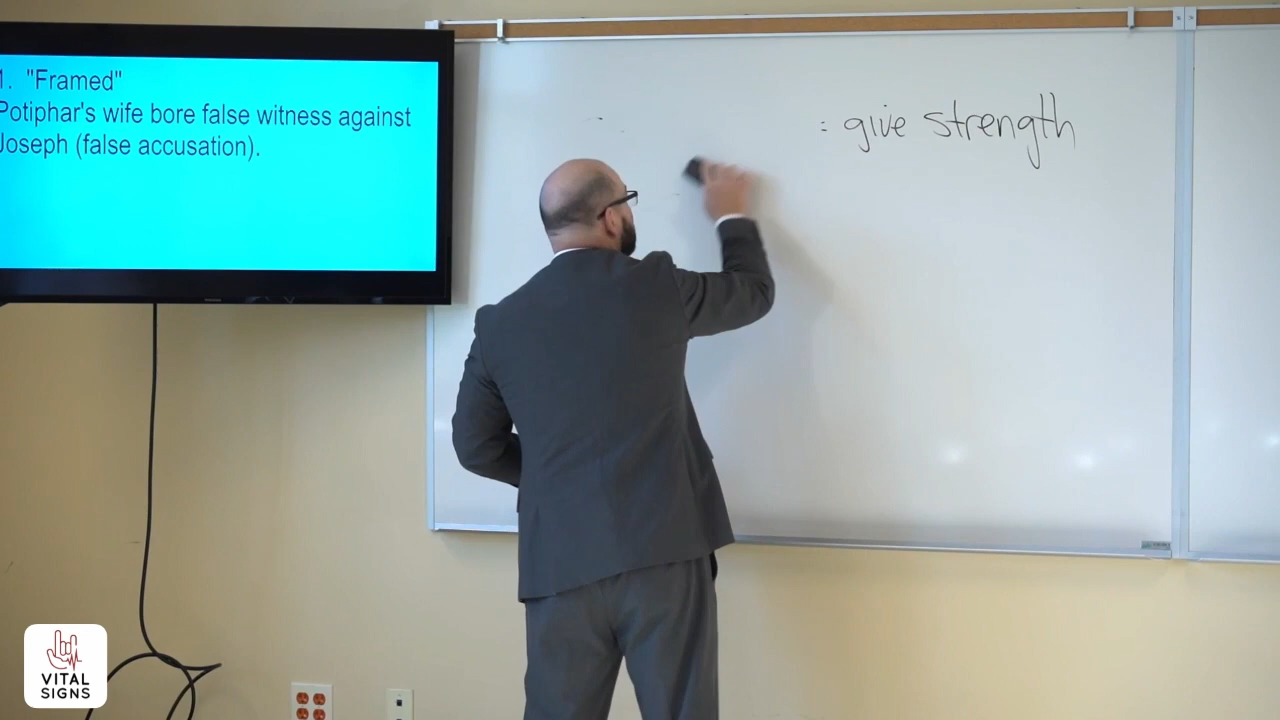 1. "Framed"
Potiphar's wife bore false witness against
Joseph (false accusation).
: give strength
VITAL
SIGNS